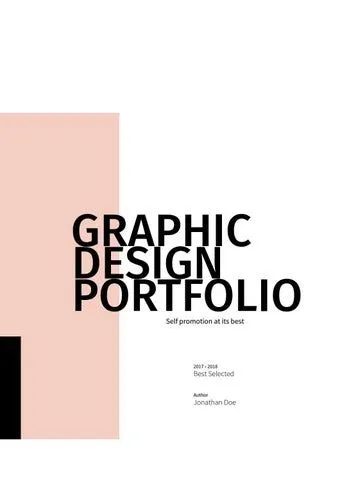 GRAPHIC
DESIGN
PORTFOLIO
Self promotion at its best
2017 - 2018
Best Selected
Author
Jonathan Doe